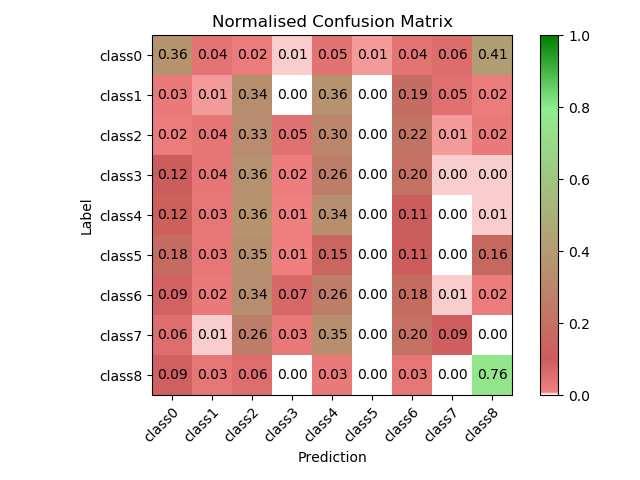 Normalised Confusion Matrix
class0 0.36 0.04 0.02 0.01 0.05 0.01 0.04 0.06 0.41
class1 0.03 0.01 0.34 0.00 0.36 0.00 0.19 0.05 0.02
class2 0.02 0.04 0.33 0.05 0.30 0.00 0.22 0.01 0.02
class3 0.12 0.04 0.36 0.02 0.26 0.00 0.20 0.00 0.00
class4 0.12 0.03 0.36 0.01 0.34 0.00 0.11 0.00 0.01
class5 0.18 0.03 0.35 0.01 0.15 0.00 0.11 0.00 0.16
class6 0.09 0.02 0.34 0.07 0.26 0.00 0.18 0.01 0.02
class7 0.06 0.01 0.26 0.03 0.35 0.00 0.20 0.09 0.00
class8 0.09 0.03 0.06 0.00 0.03 0.00 0.03 0.00 0.76
class0 class1 class2 class3 class4 class5 class6 class7 class8
Prediction
Label
1.0
0.8
0.6
0.4
0.2
0.0